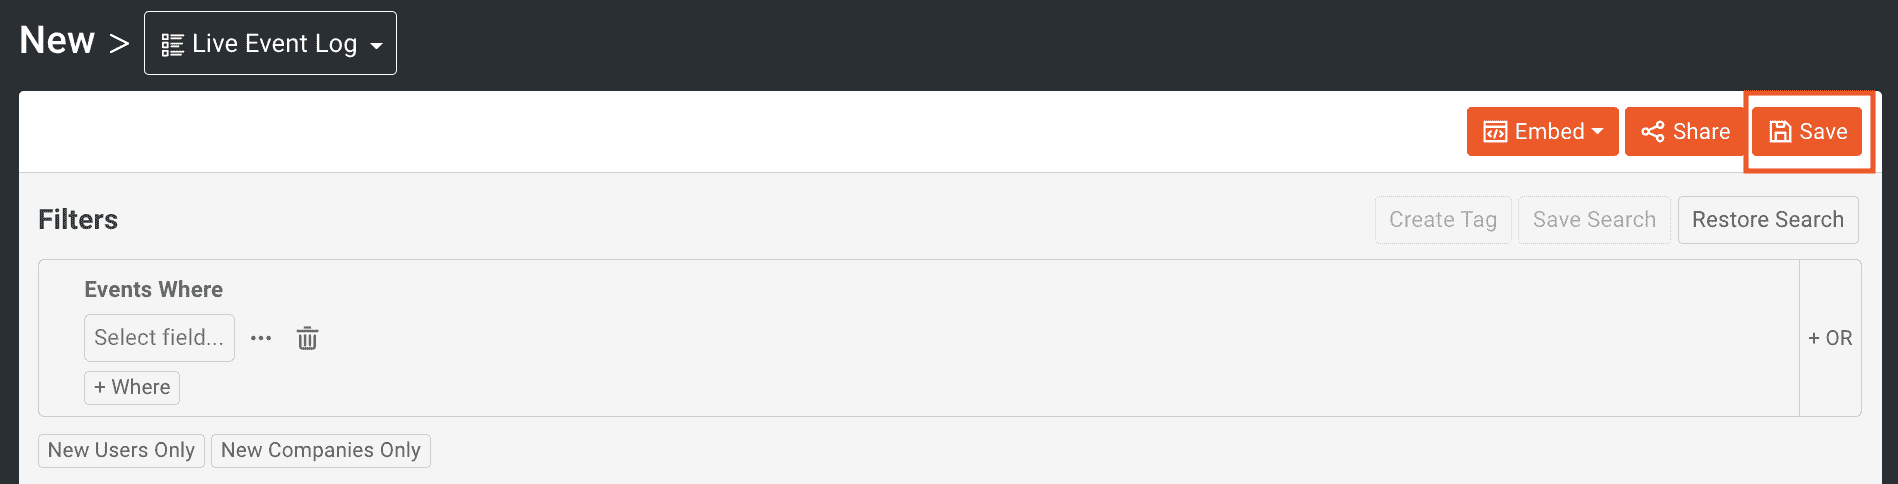 New > Live Event Log
Embed Share Save
Filters Create Tag Save Search Restore Search
Events Where
Select field... ··· + OR
+ Where
New Users Only New Companies Only